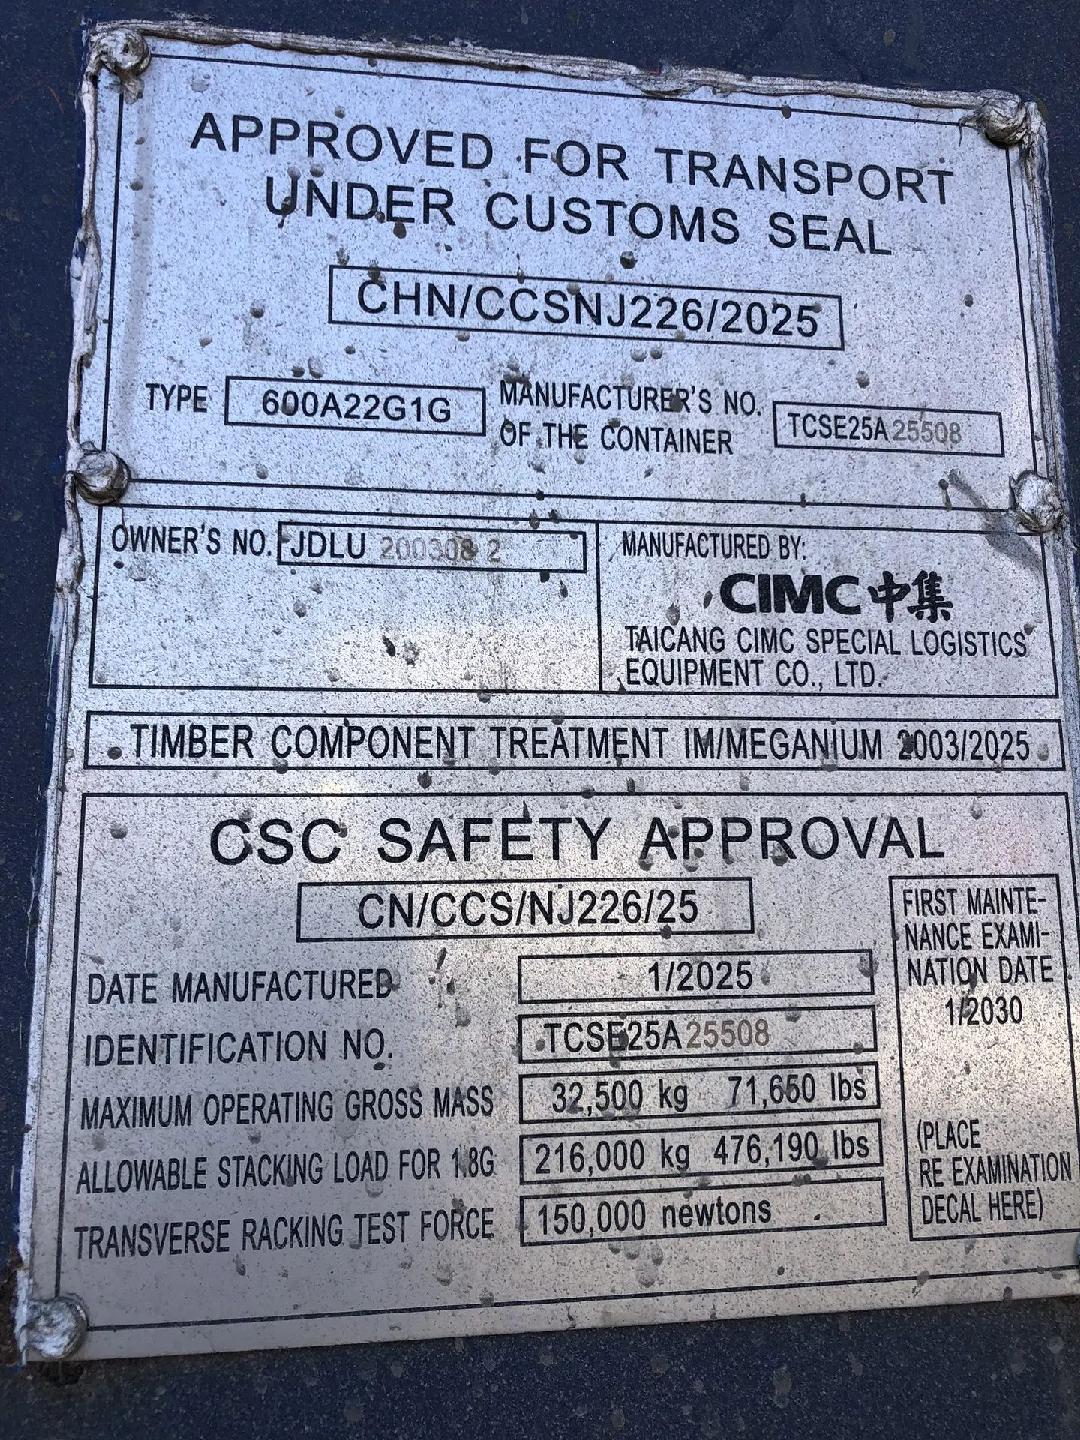 APPROVED FOR TRANSPORT
UNDER CUSTOMS SEAL
CHN/CCSNJ226/2025
TYPE 600A22G1G MANUFACTURER'S NO.
OF THE CONTAINER TCSE25A25508
OWNER'S NO. JDLU 200308 2
MANUFACTURED BY:
CIMC中集
TAICANG CIMC SPECIAL LOGISTICS
EQUIPMENT CO., LTD.
TIMBER COMPONENT TREATMENT IM/MEGANIUM 2003/2025
CSC SAFETY APPROVAL
CN/CCS/NJ226/25
DATE MANUFACTURED 1/2025
IDENTIFICATION NO. TCSE25A25508
MAXIMUM OPERATING GROSS MASS 32,500 kg 71,650 lbs
ALLOWABLE STACKING LOAD FOR 1.8G 216,000 kg 476,190 lbs
TRANSVERSE RACKING TEST FORCE 150,000 newtons
FIRST MAINTE-
NANCE EXAMI-
NATION DATE
1/2030
(PLACE
RE EXAMINATION
DECAL HERE)